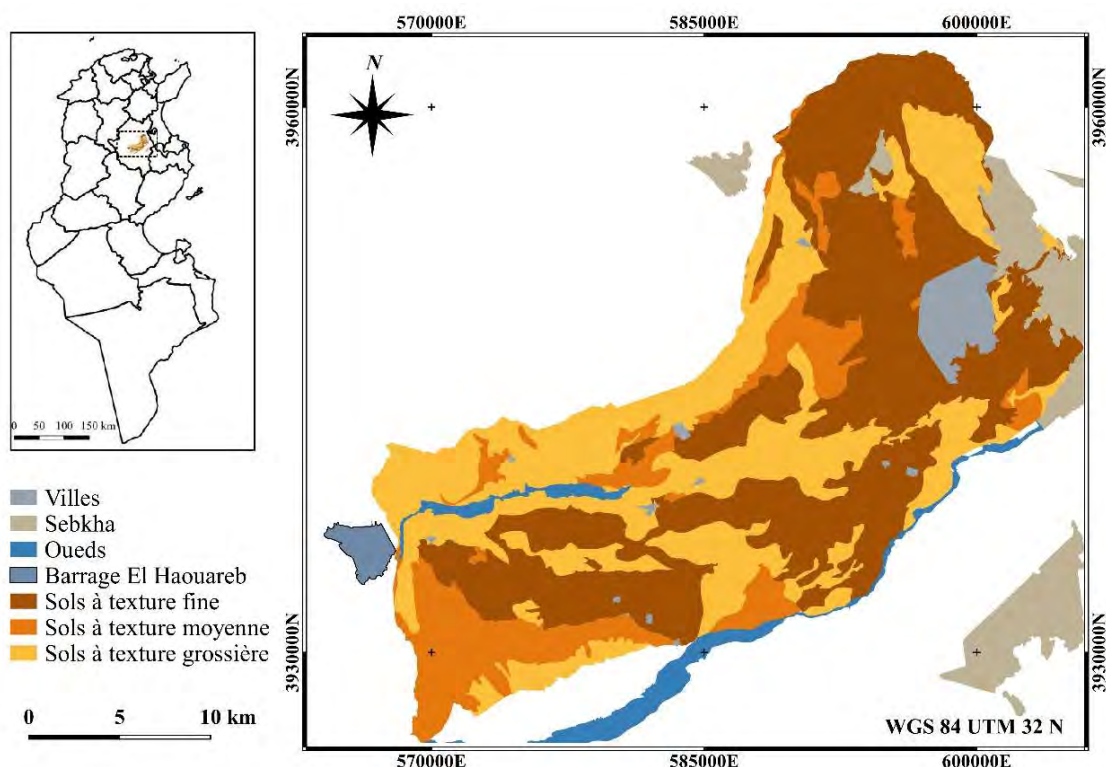 570000E 585000E 600000E
N
3960000N 3960000N
0 50 100 150 km
Villes
Sebkha
Oueds
Barrage El Haouareb
Sols à texture fine
Sols à texture moyenne
Sols à texture grossière
3930000N 3930000N
0 5 10 km
WGS 84 UTM 32 N
570000E 585000E 600000E